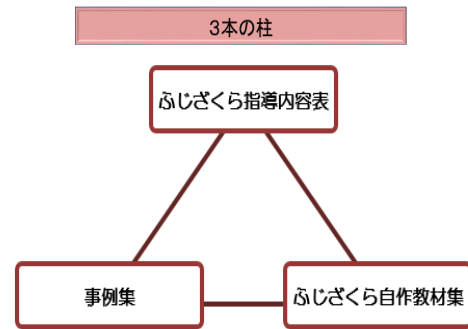 3本の柱
ふじざくら指導内容表
事例集
ふじざくら自作教材集